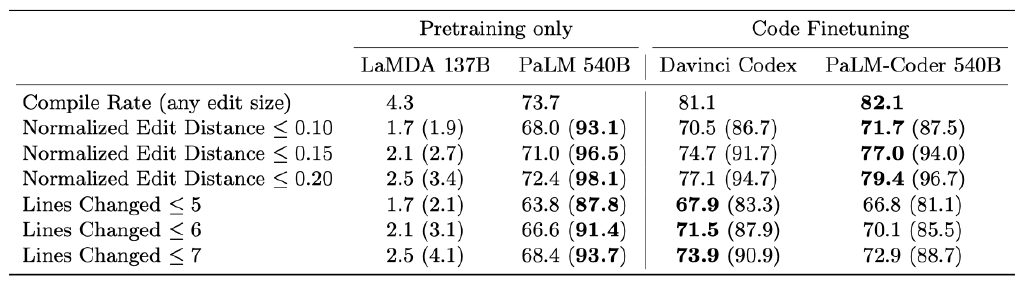 Pretraining only Code Finetuning
LaMDA 137B PaLM 540B Davinci Codex PaLM-Coder 540B
Compile Rate (any edit size) 4.3 73.7 81.1 82.1
Normalized Edit Distance ≤ 0.10 1.7 (1.9) 68.0 (93.1) 70.5 (86.7) 71.7 (87.5)
Normalized Edit Distance ≤ 0.15 2.1 (2.7) 71.0 (96.5) 74.7 (91.7) 77.0 (94.0)
Normalized Edit Distance ≤ 0.20 2.5 (3.4) 72.4 (98.1) 77.1 (94.7) 79.4 (96.7)
Lines Changed ≤ 5 1.7 (2.1) 63.8 (87.8) 67.9 (83.3) 66.8 (81.1)
Lines Changed ≤ 6 2.1 (3.1) 66.6 (91.4) 71.5 (87.9) 70.1 (85.5)
Lines Changed ≤ 7 2.5 (4.1) 68.4 (93.7) 73.9 (90.9) 72.9 (88.7)